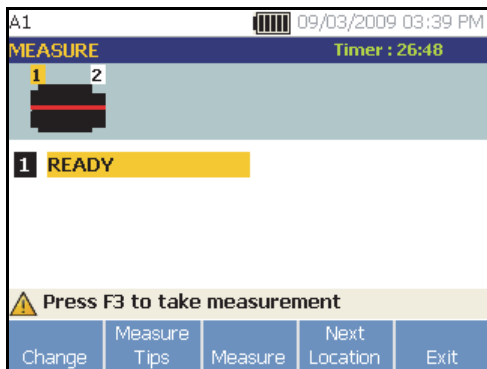 A1 09/03/2009 03:39 PM
MEASURE Timer : 26:48
1 2
1 READY
Press F3 to take measurement
Change Measure Tips Measure Next Location Exit